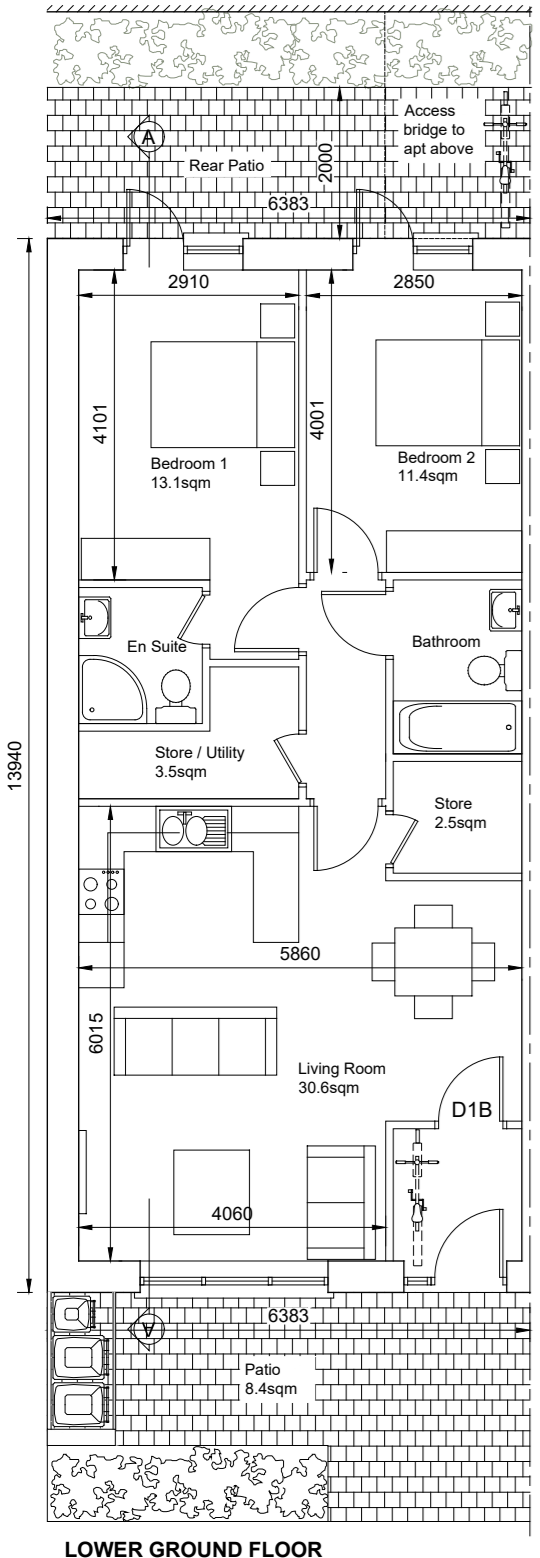 Access
bridge to
apt above
A
Rear Patio
2000
6383
2910
2850
4101
4001
Bedroom 1
13.1sqm
Bedroom 2
11.4sqm
En Suite
Bathroom
13940
Store / Utility
3.5sqm
Store
2.5sqm
5860
6015
Living Room
30.6sqm
D1B
4060
6383
A
Patio
8.4sqm
LOWER GROUND FLOOR